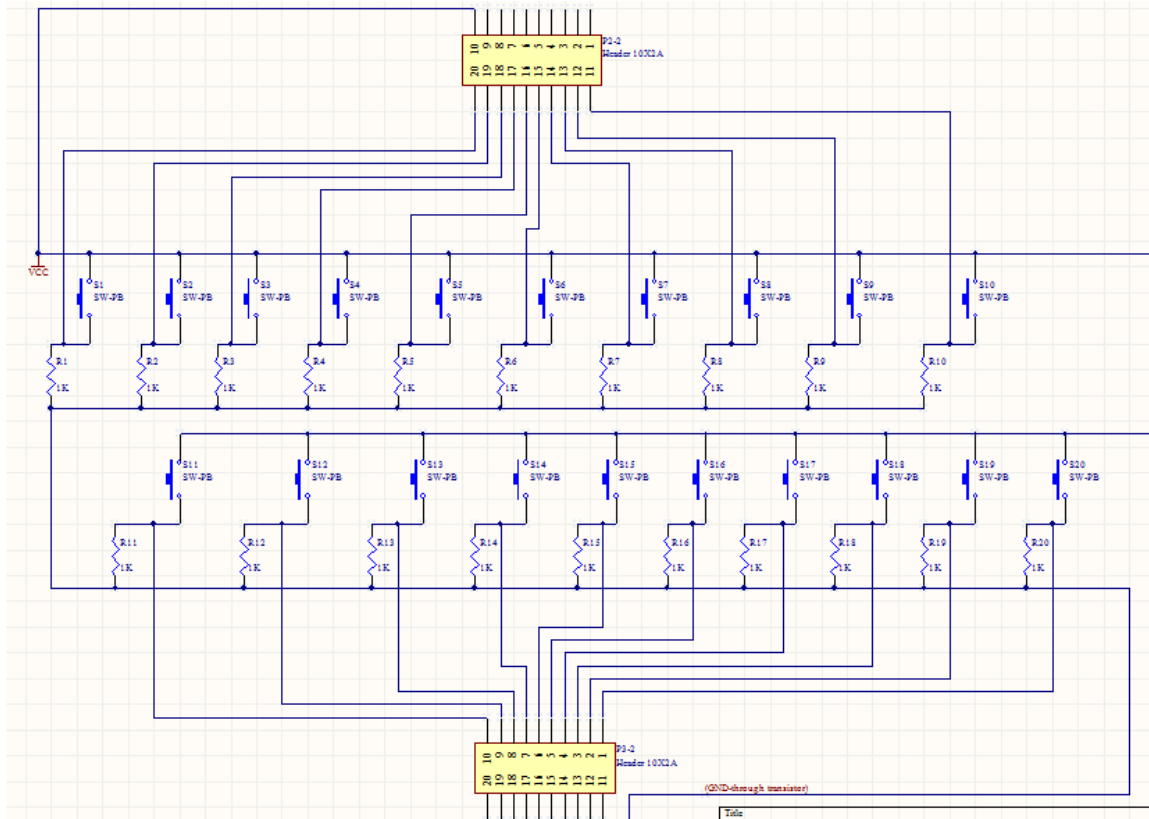 10 9 8 7 6 5 4 3 2 1
20 19 18 17 16 15 14 13 12 11
P2-2
Header 10X2A
VCC
S1
SW-PB
S2
SW-PB
S3
SW-PB
S4
SW-PB
S5
SW-PB
S6
SW-PB
S7
SW-PB
S8
SW-PB
S9
SW-PB
S10
SW-PB
R1
1K
R2
1K
R3
1K
R4
1K
R5
1K
R6
1K
R7
1K
R8
1K
R9
1K
R10
1K
S11
SW-PB
S12
SW-PB
S13
SW-PB
S14
SW-PB
S15
SW-PB
S16
SW-PB
S17
SW-PB
S18
SW-PB
S19
SW-PB
S20
SW-PB
R11
1K
R12
1K
R13
1K
R14
1K
R15
1K
R16
1K
R17
1K
R18
1K
R19
1K
R20
1K
10 9 8 7 6 5 4 3 2 1
20 19 18 17 16 15 14 13 12 11
P3-2
Header 10X2A
(GND-through transistor)
Title